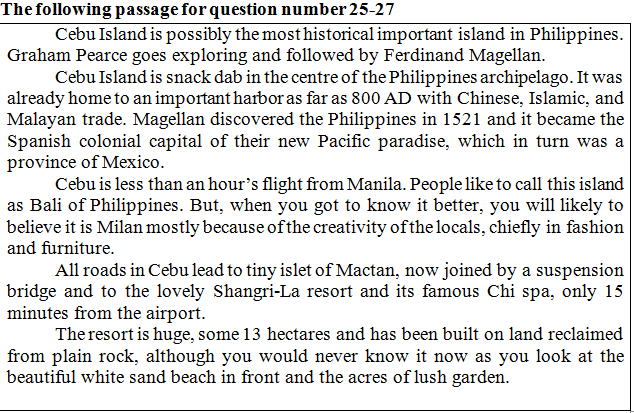 The following passage for question number 25-27
Cebu Island is possibly the most historical important island in Philippines.
Graham Pearce goes exploring and followed by Ferdinand Magellan.
Cebu Island is snack dab in the centre of the Philippines archipelago. It was
already home to an important harbor as far as 800 AD with Chinese, Islamic, and
Malayan trade. Magellan discovered the Philippines in 1521 and it became the
Spanish colonial capital of their new Pacific paradise, which in turn was a
province of Mexico.
Cebu is less than an hour’s flight from Manila. People like to call this island
as Bali of Philippines. But, when you got to know it better, you will likely to
believe it is Milan mostly because of the creativity of the locals, chiefly in fashion
and furniture.
All roads in Cebu lead to tiny islet of Mactan, now joined by a suspension
bridge and to the lovely Shangri-La resort and its famous Chi spa, only 15
minutes from the airport.
The resort is huge, some 13 hectares and has been built on land reclaimed
from plain rock, although you would never know it now as you look at the
beautiful white sand beach in front and the acres of lush garden.